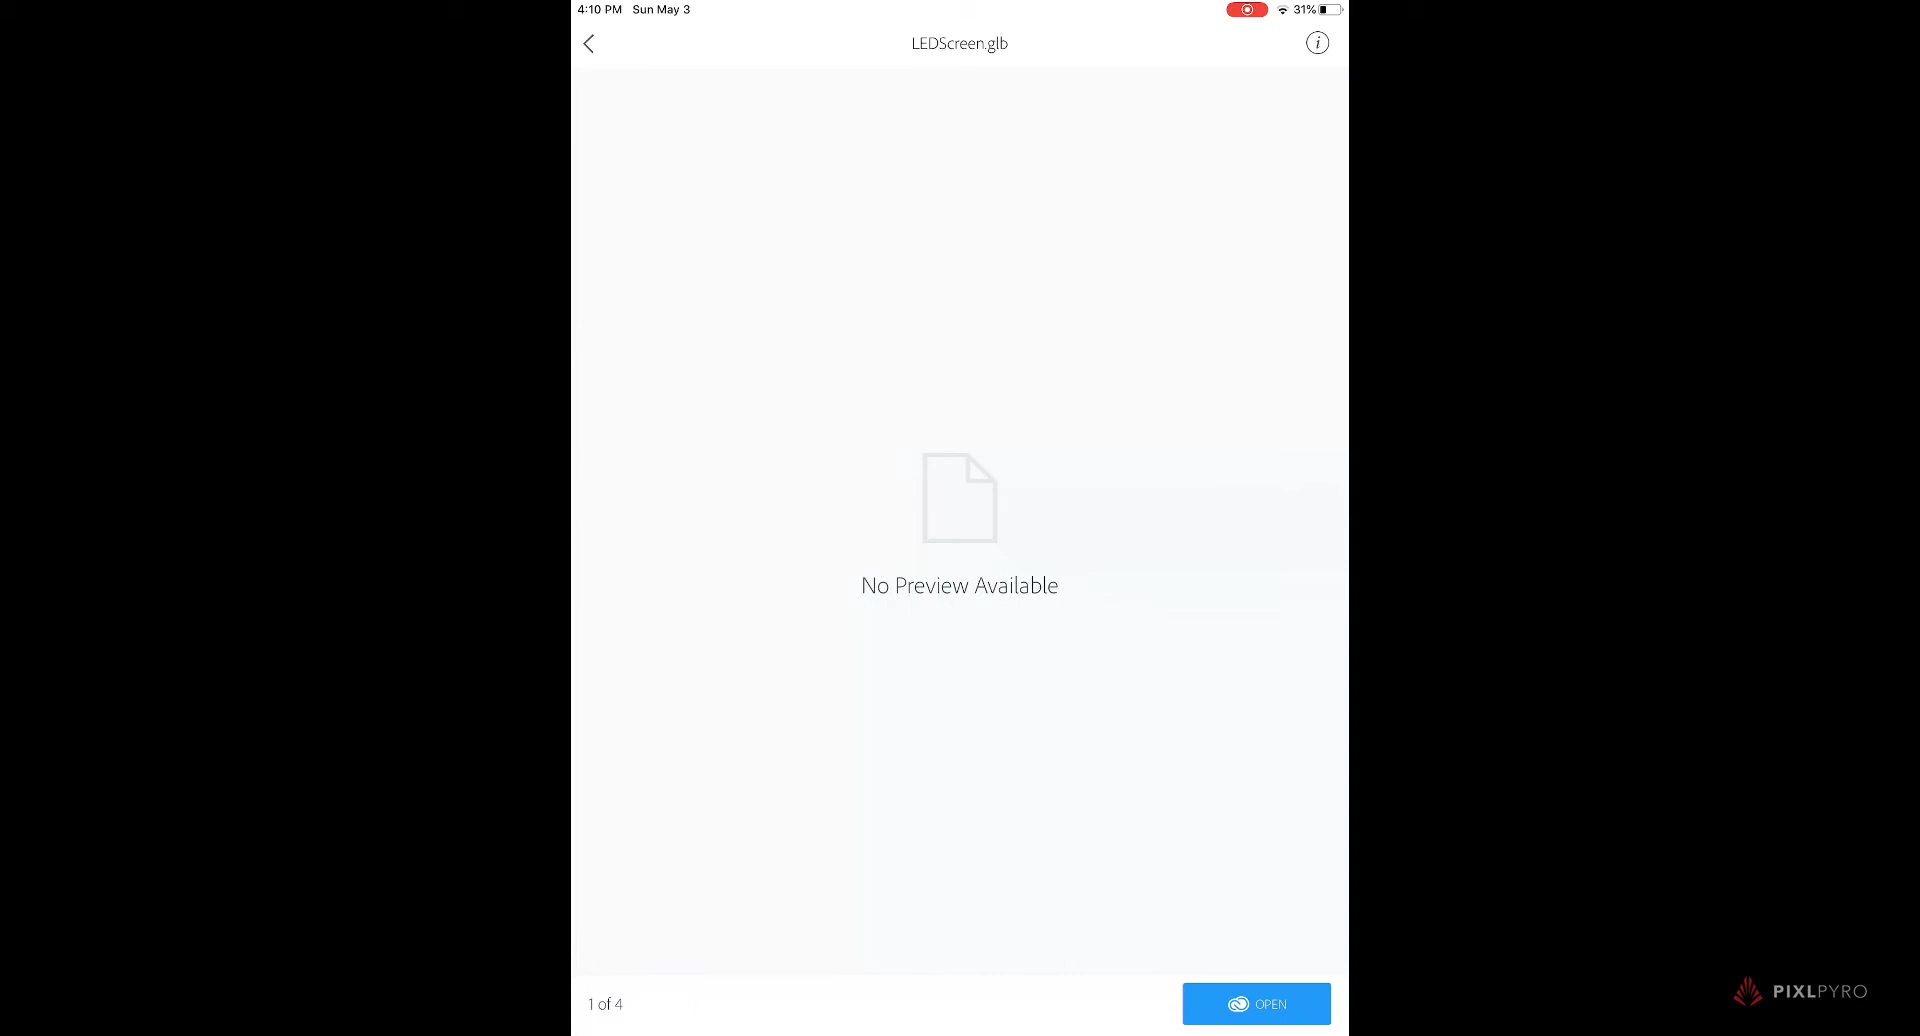 4:10 PM Sun May 3
31%
LEDScreen.glb
i
No Preview Available
1 of 4
OPEN
PIXLPYRO